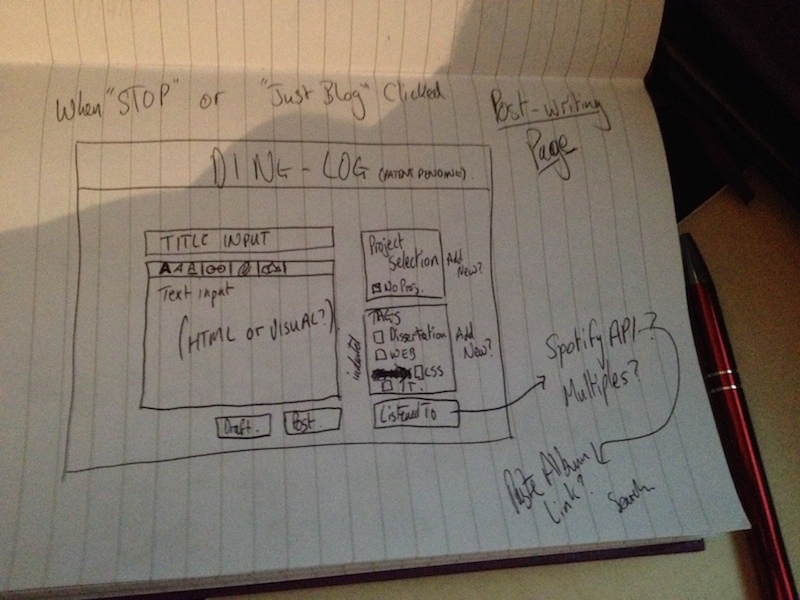 When "STOP" or "Just Blog" Clicked
Post-Writing
Page
DING-LOG (PATENT PENDING).
TITLE INPUT
A A A
Text input
(HTML OR VISUAL?)
Draft.
Post.
Project
Selection
No Proj.
Add
New?
TAGS
Dissertation
WEB
CSS
IT.
indented
Add
New?
Listened To
Spotify API?
Multiples?
Paste Album
Link?
Search